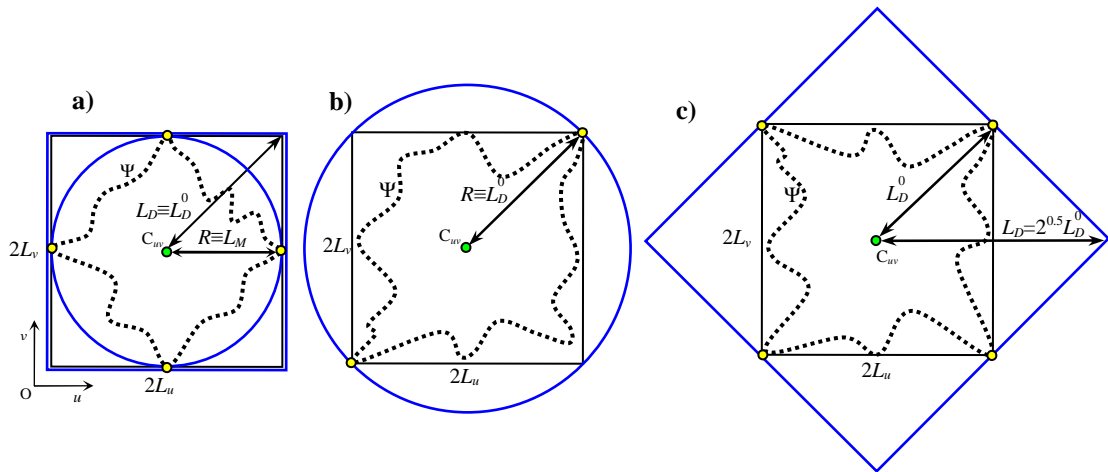 a)
Ψ
L_D≡L_D^0
C_uv
R≡L_M
2L_v
v
O
u
2L_u
b)
Ψ
R≡L_D^0
C_uv
2L_v
2L_u
c)
Ψ
L_D^0
L_D=2^0.5L_D^0
C_uv
2L_v
2L_u